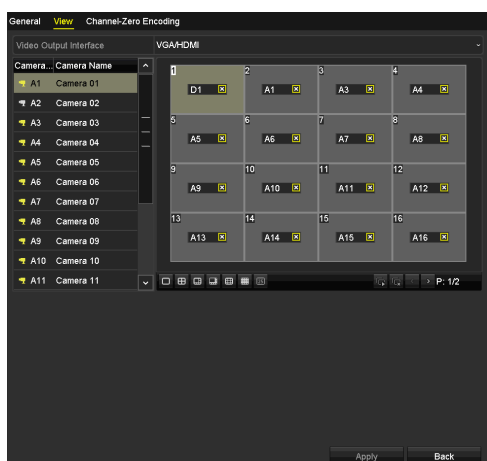 General View Channel-Zero Encoding
Video Output Interface VGA/HDMI
Camera... Camera Name
A1 Camera 01
A2 Camera 02
A3 Camera 03
A4 Camera 04
A5 Camera 05
A6 Camera 06
A7 Camera 07
A8 Camera 08
A9 Camera 09
A10 Camera 10
A11 Camera 11
1 2 3 4
D1 A1 A3 A4
5 6 7 8
A5 A6 A7 A8
9 10 11 12
A9 A10 A11 A12
13 14 15 16
A13 A14 A15 A16
P: 1/2
Apply Back